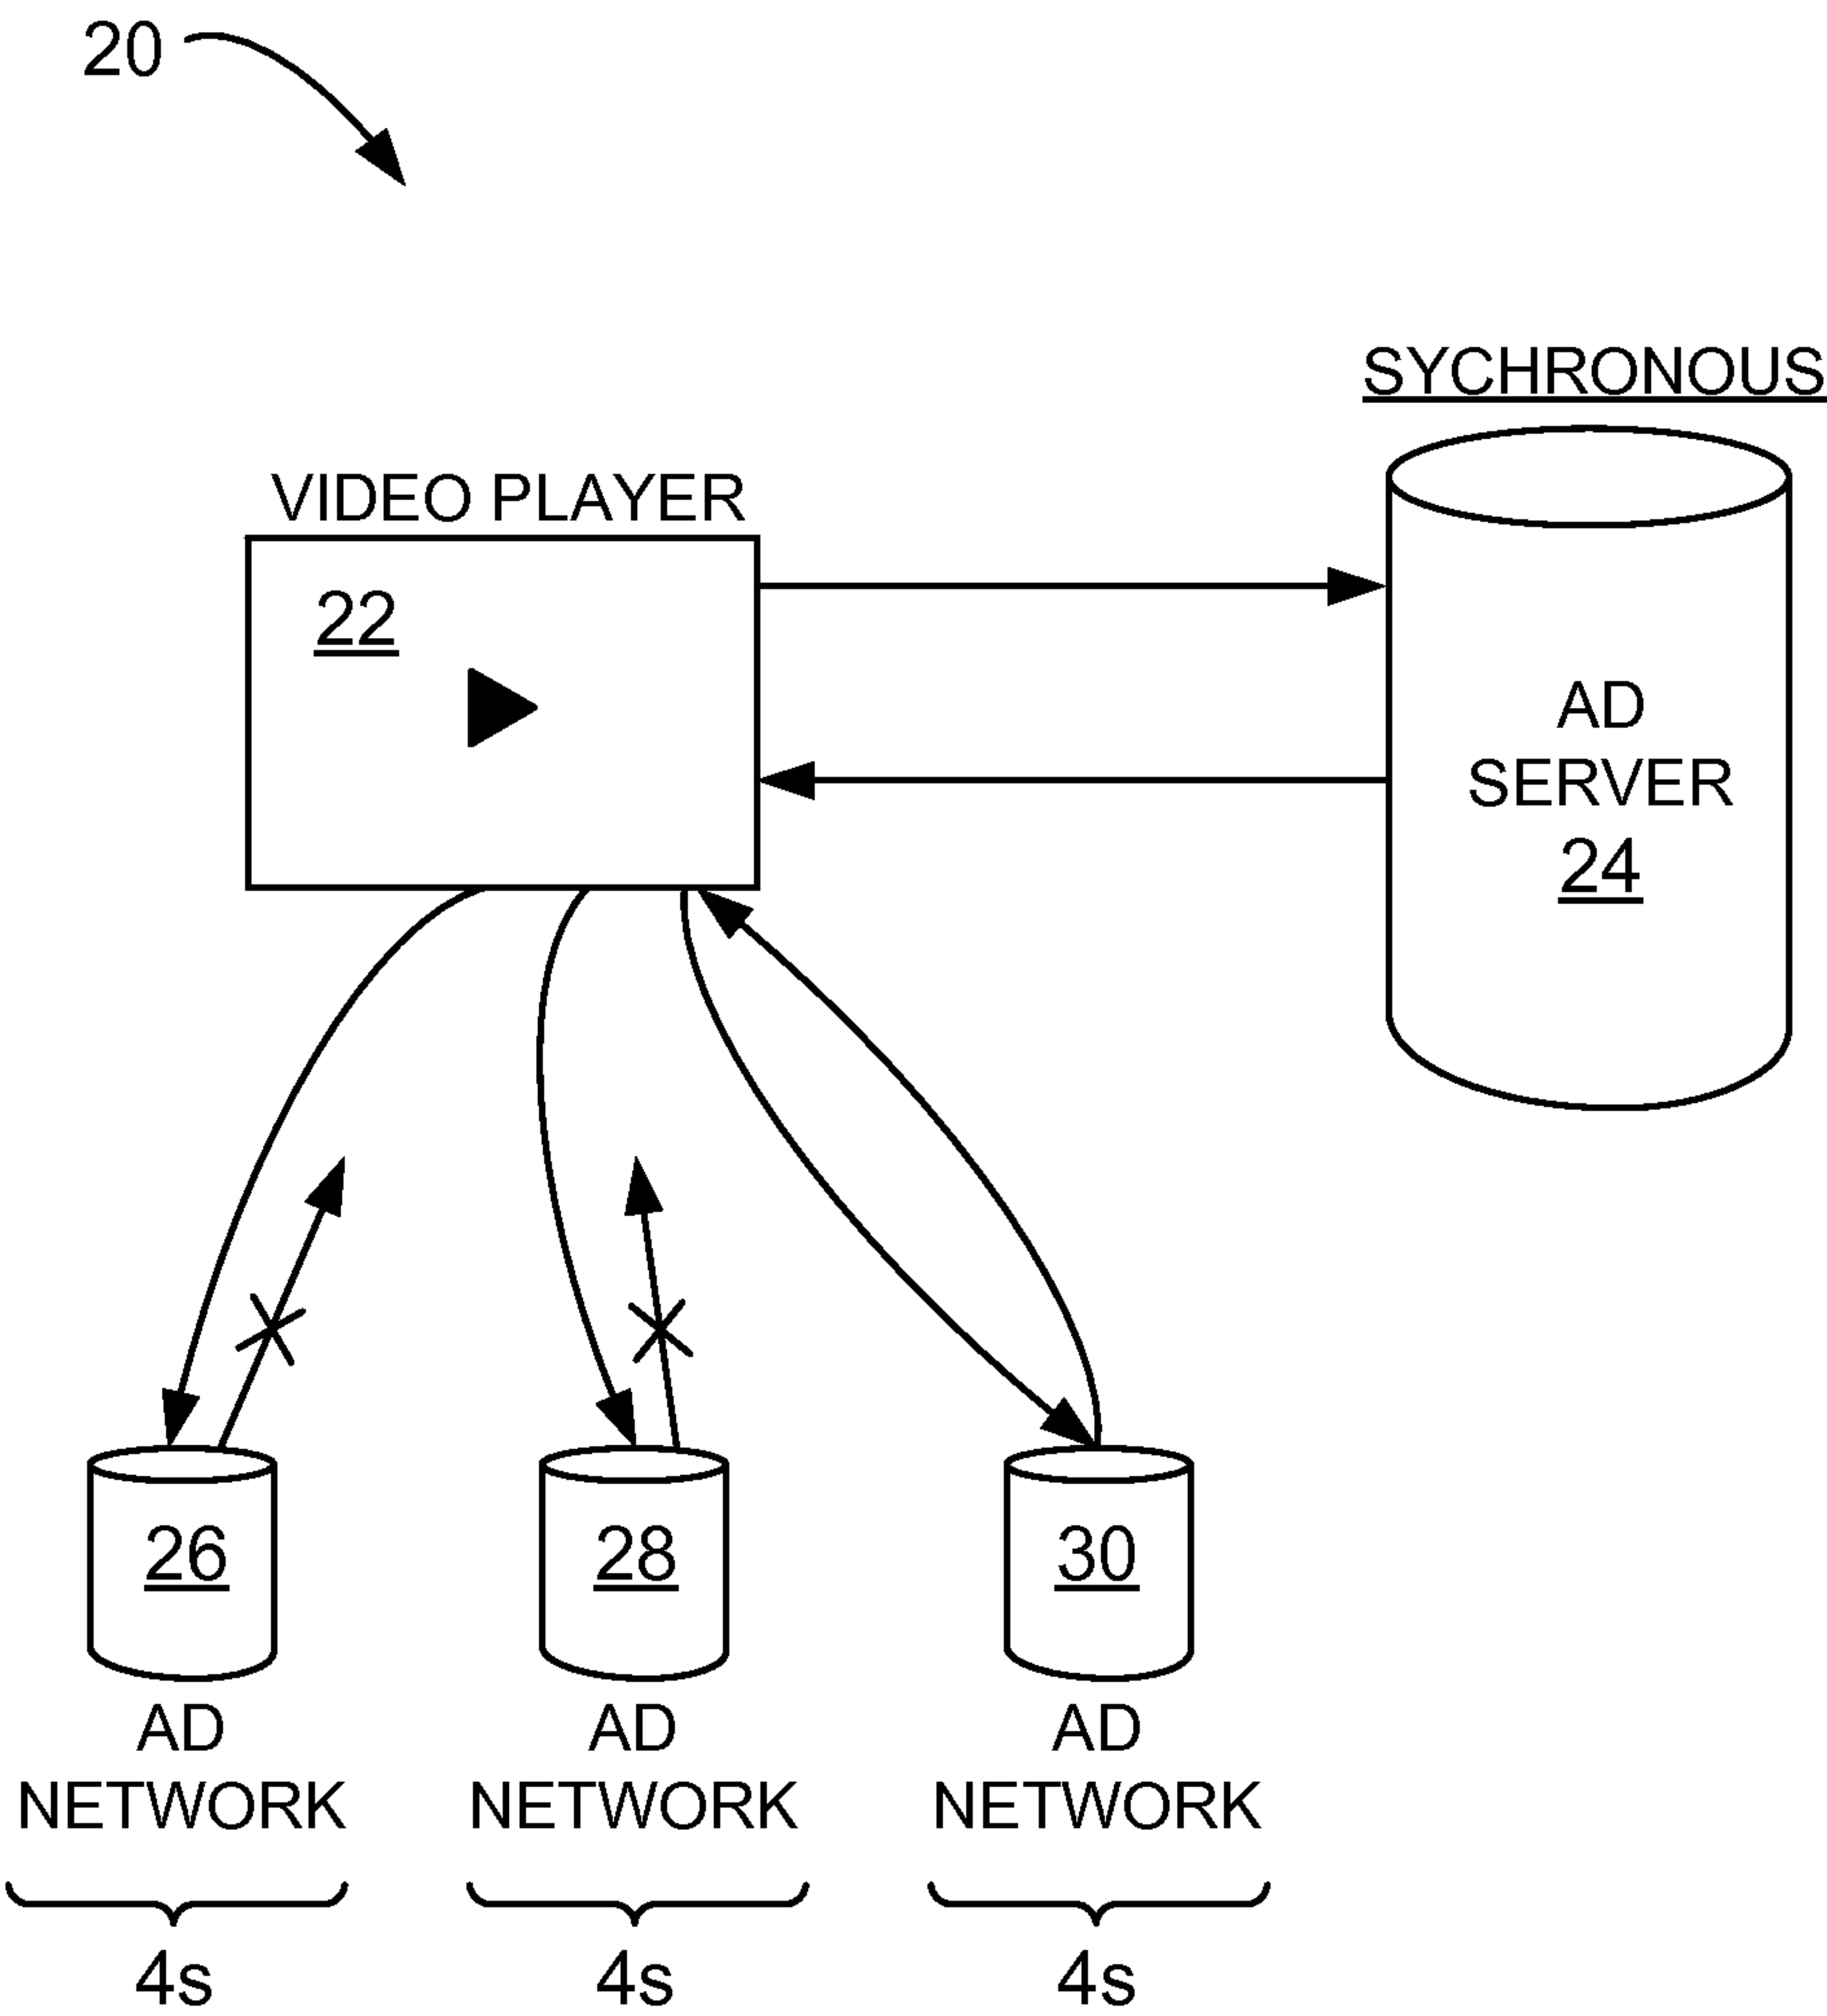 20
SYCHRONOUS
VIDEO PLAYER
22
AD
SERVER
24
26
28
30
AD
NETWORK
AD
NETWORK
AD
NETWORK
4s
4s
4s